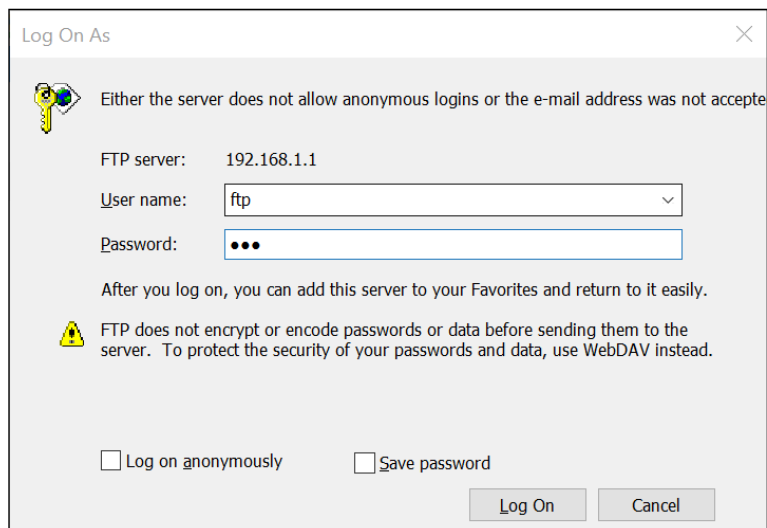 Log On As
Either the server does not allow anonymous logins or the e-mail address was not accepte
FTP server: 192.168.1.1
User name: ftp
Password: •••
After you log on, you can add this server to your Favorites and return to it easily.
FTP does not encrypt or encode passwords or data before sending them to the
server. To protect the security of your passwords and data, use WebDAV instead.
Log on anonymously Save password
Log On Cancel